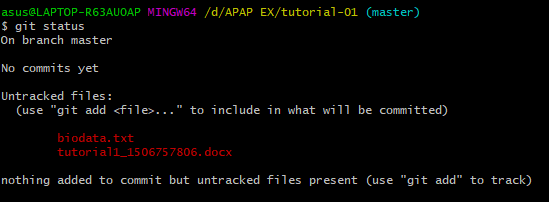 asus@LAPTOP-R63AUOAP MINGW64 /d/APAP EX/tutorial-01 (master)
$ git status
On branch master
No commits yet
Untracked files:
(use "git add <file>..." to include in what will be committed)
biodata.txt
tutorial1_1506757806.docx
nothing added to commit but untracked files present (use "git add" to track)